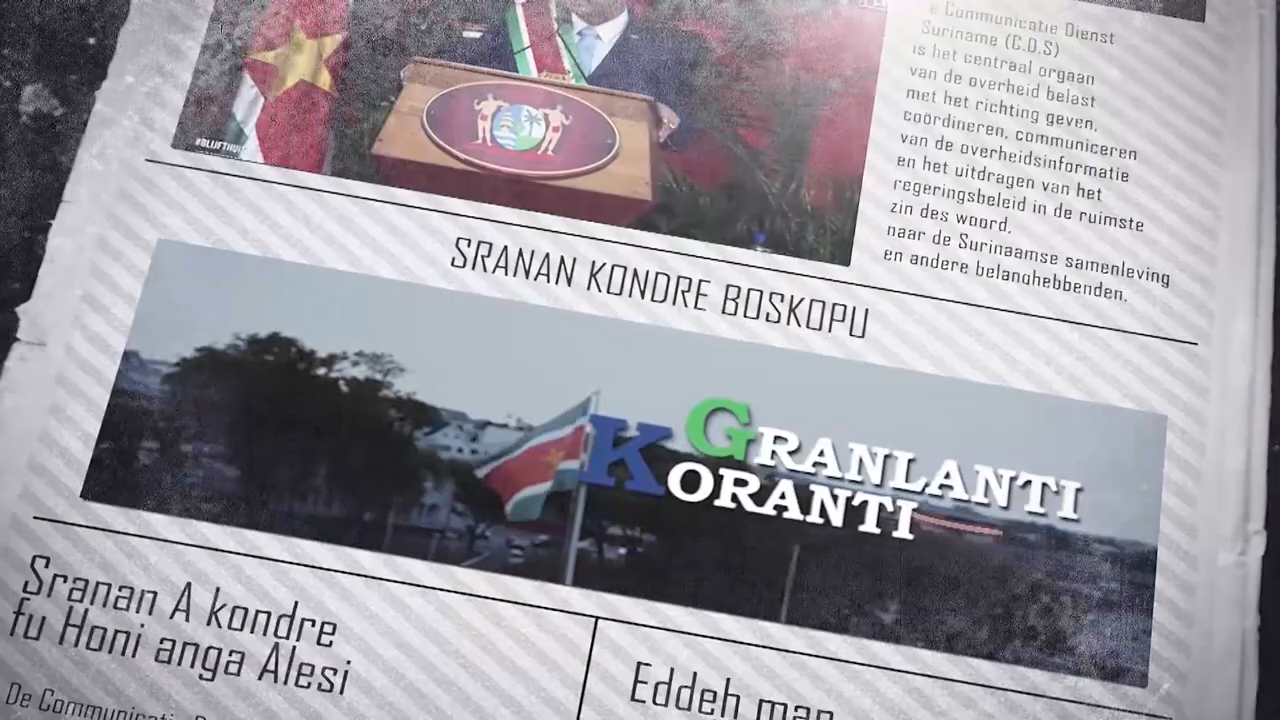 e Communicatie Dienst
Suriname (C.D.S)
is het centraal orgaan
van de overheid belast
met het richting geven,
coördineren, communiceren
van de overheidsinformatie
en het uitdragen van het
regeringsbeleid in de ruimste
zin des woord.
naar de Surinaamse samenleving
en andere belanghebbenden.
SRANAN KONDRE BOSKOPU
GRANLANTI
KORANTI
Sranan A kondre
fu Honi anga Alesi
De Communicatie
Eddeh man